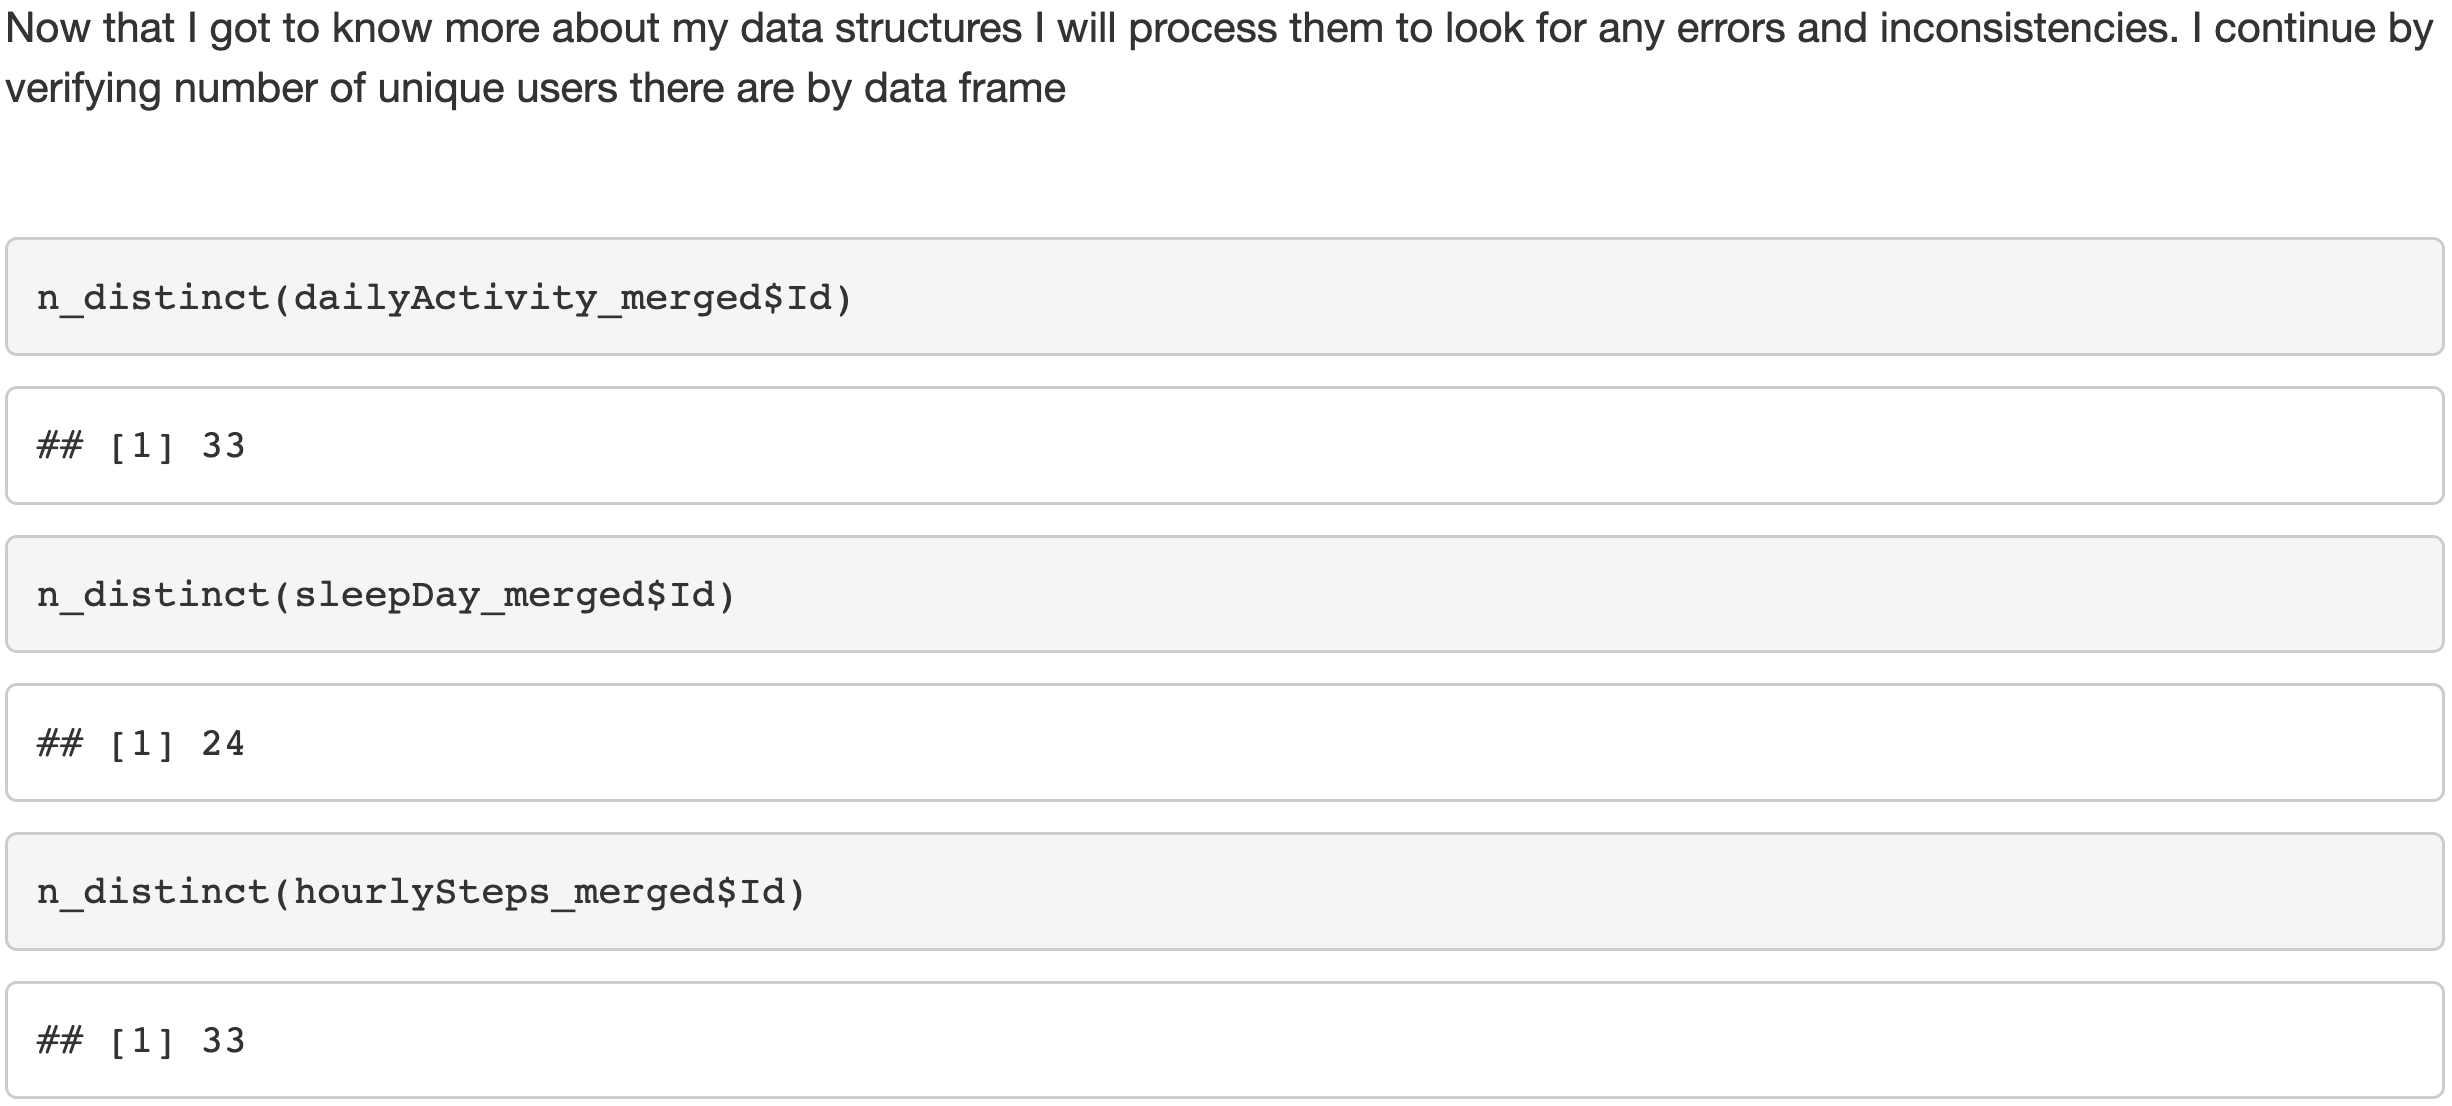 Now that I got to know more about my data structures I will process them to look for any errors and inconsistencies. I continue by
verifying number of unique users there are by data frame
n_distinct(dailyActivity_merged$Id)
## [1] 33
n_distinct(sleepDay_merged$Id)
## [1] 24
n_distinct(hourlySteps_merged$Id)
## [1] 33